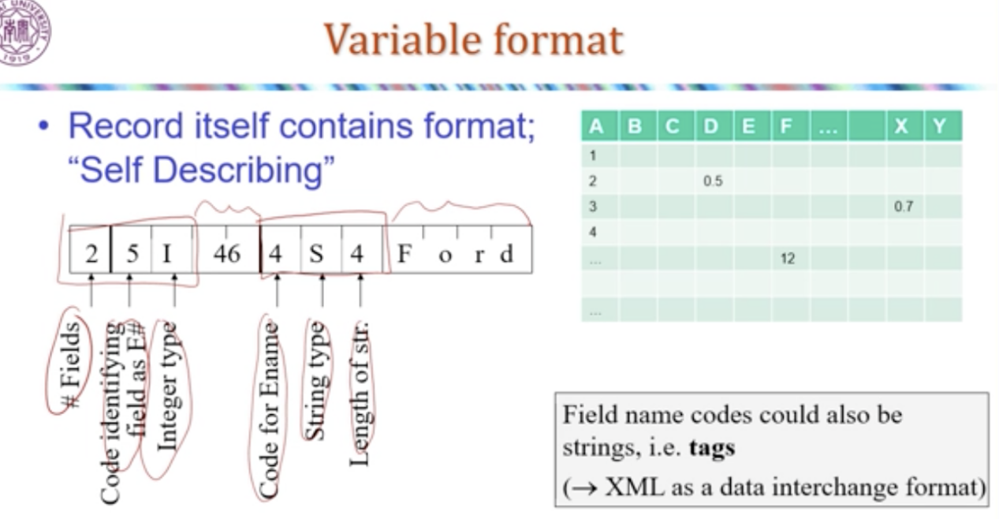 UNIVERSITY
1919
Variable format
• Record itself contains format;
“Self Describing”
2 5 I 46 4 S 4 F o r d
# Fields
Code identifying
field as E#
Integer type
Code for Ename
String type
Length of str.
A B C D E F ... X Y
1
2 0.5
3 0.7
4
... 12
...
Field name codes could also be
strings, i.e. tags
(→ XML as a data interchange format)